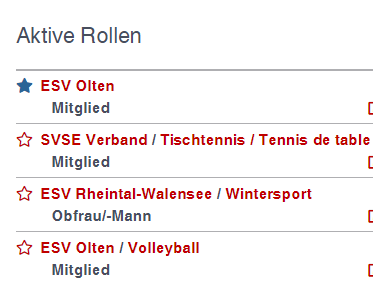 Aktive Rollen
ESV Olten
Mitglied
SVSE Verband / Tischtennis / Tennis de table
Mitglied
ESV Rheintal-Walensee / Wintersport
Obfrau/-Mann
ESV Olten / Volleyball
Mitglied